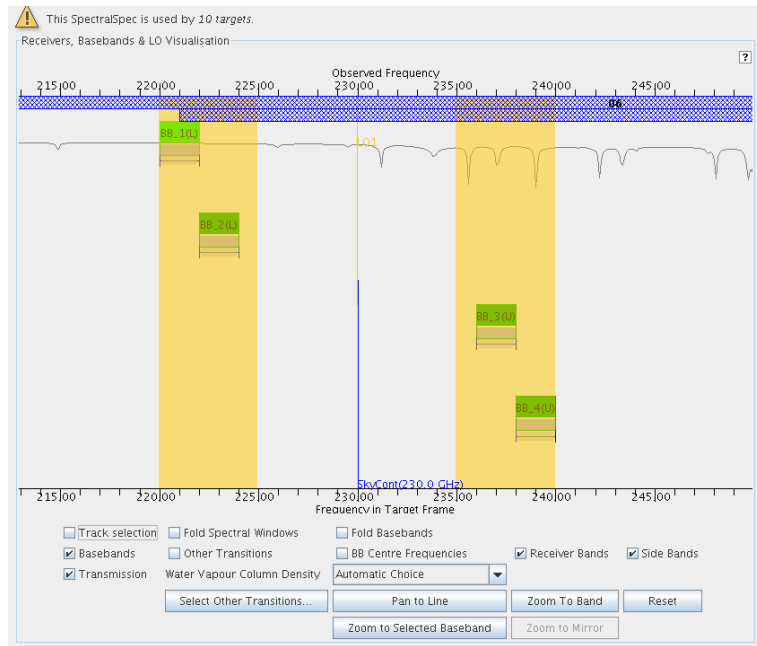 This SpectralSpec is used by 10 targets.
Receivers, Basebands & LO Visualisation
?
Observed Frequency
215|00 220|00 225|00 230|00 235|00 240|00 245|00
06
BB_1(L)
LO1
BB_2(L)
BB_3(U)
BB_4(U)
SkyCont(230.0 GHz)
215|00 220|00 225|00 230|00 235|00 240|00 245|00
Frequency in Target Frame
Track selection Fold Spectral Windows Fold Basebands
Basebands Other Transitions BB Centre Frequencies Receiver Bands Side Bands
Transmission Water Vapour Column Density Automatic Choice
Select Other Transitions... Pan to Line Zoom To Band Reset
Zoom to Selected Baseband Zoom to Mirror